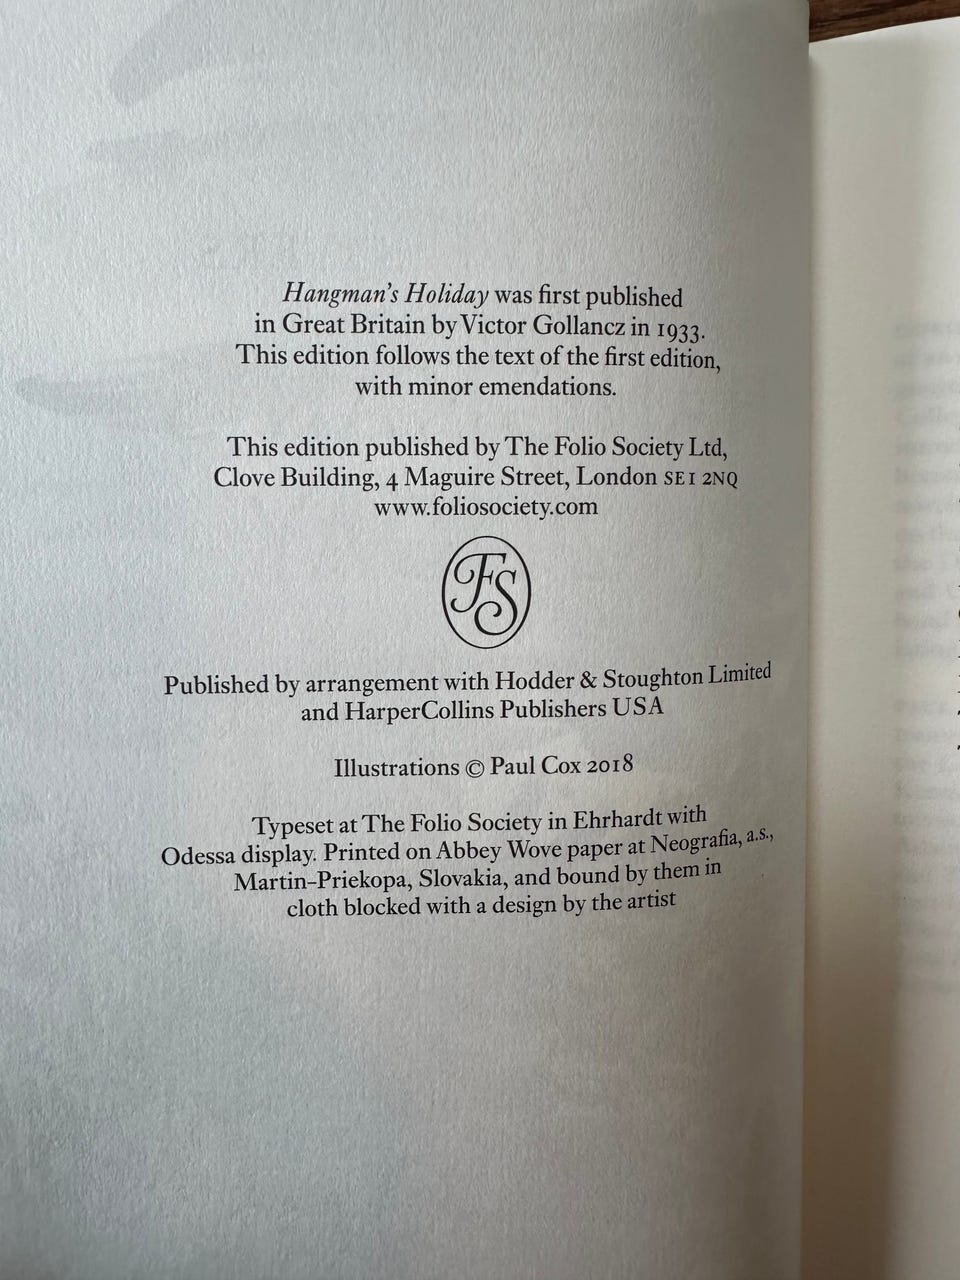 Hangman's Holiday was first published
in Great Britain by Victor Gollancz in 1933.
This edition follows the text of the first edition,
with minor emendations.
This edition published by The Folio Society Ltd,
Clove Building, 4 Maguire Street, London SE1 2NQ
www.foliosociety.com
FS
Published by arrangement with Hodder & Stoughton Limited
and HarperCollins Publishers USA
Illustrations © Paul Cox 2018
Typeset at The Folio Society in Ehrhardt with
Odessa display. Printed on Abbey Wove paper at Neografia, a.s.,
Martin–Priekopa, Slovakia, and bound by them in
cloth blocked with a design by the artist